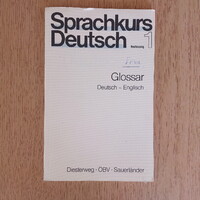 Sprachkurs
Deutsch 1
Glossar
Deutsch – Englisch
Diesterweg · ÖBV · Sauerländer